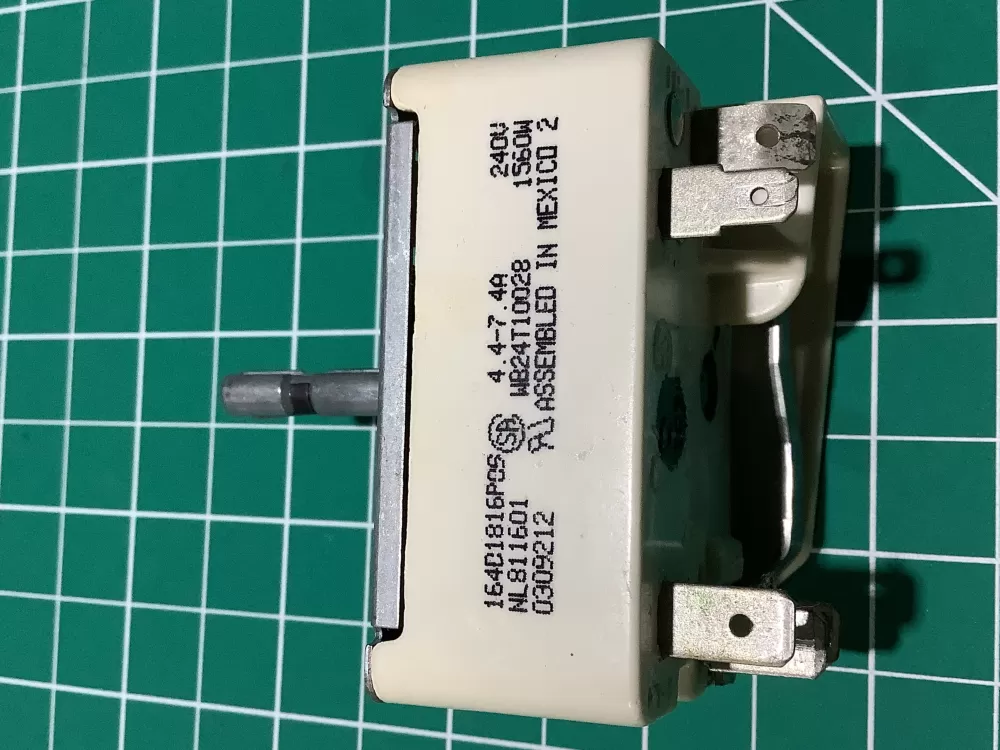 164D1816P05 4.4-7.4A 240V
NL811601 WB24T10028 1560W
0309212 ASSEMBLED IN MEXICO 2